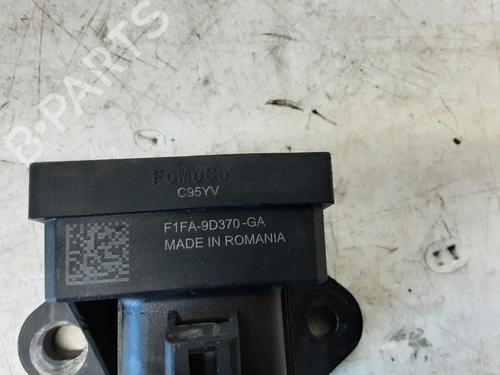 B-PARTS
FoMoCo
C95YV
F1FA-9D370-GA
MADE IN ROMANIA